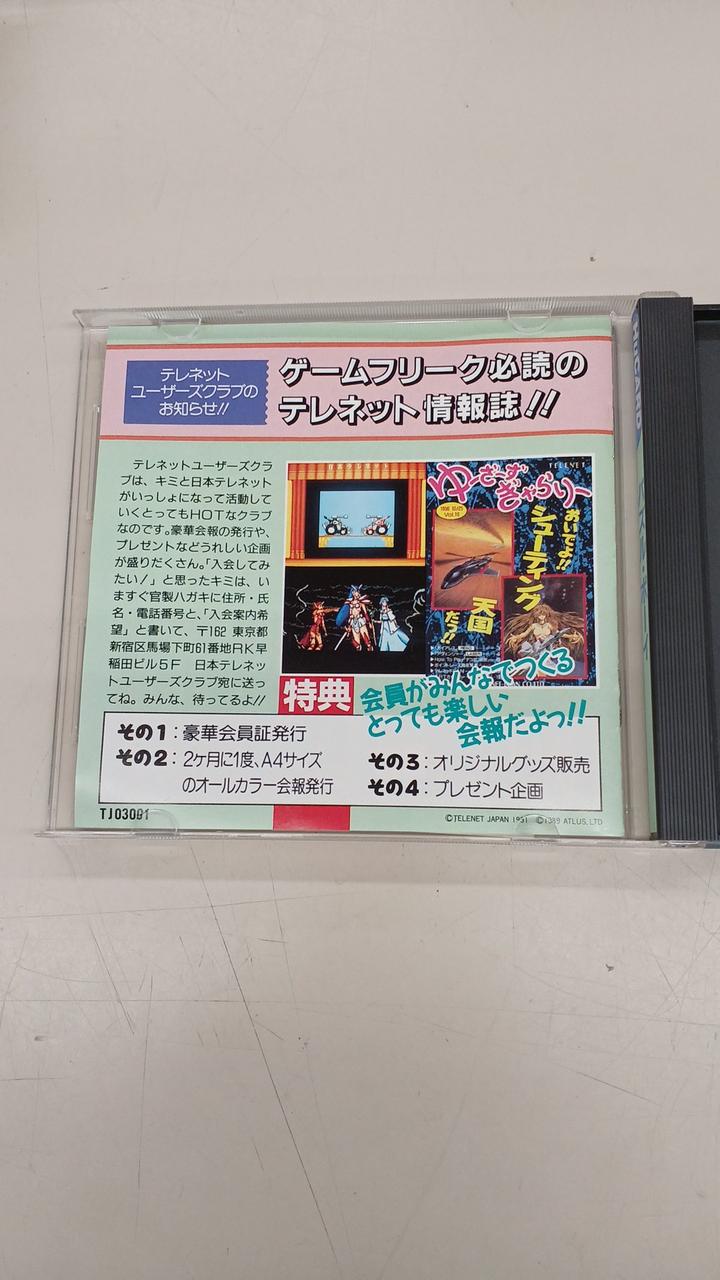 テレネット
ユーザーズクラブの
お知らせ!!
ゲームフリーク必読の
テレネット情報誌!!
テレネットユーザーズクラ
ブは、キミと日本テレネット
がいっしょになって活動して
いくとってもHOTなクラブ
なのです。豪華会報の発行や、
プレゼントなどうれしい企画
が盛りだくさん。「入会してみ
たい!」と思ったキミは、い
ますぐ官製ハガキに住所・氏
名・電話番号と、「入会案内希
望」と書いて、〒162 東京都
新宿区馬場下町61番地RK早
稲田ビル5F 日本テレネッ
トユーザーズクラブ宛に送っ
てね。みんな、待ってるよ!!
日本テレネット
TELENET
ゆーざーず
ぎゃらりー
Vol.10
おいでよ!!
シューティング
天国
だっ!!
会員がみんなでつくる
とっても楽しい
会報だよっ!!
特典
その1:豪華会員証発行
その2:2ヶ月に1度、A4サイズ
のオールカラー会報発行
その3:オリジナルグッズ販売
その4:プレゼント企画
TJ03001
©TELENET JAPAN 1991 ©1989 ATLUS,LTD